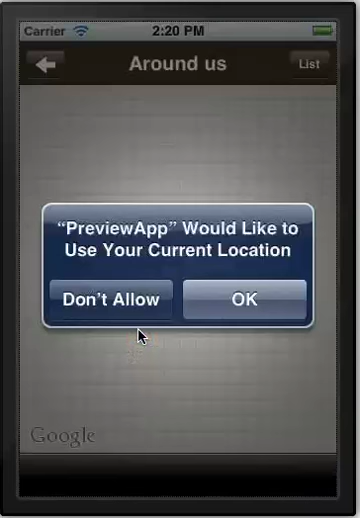 Carrier 2:20 PM
Around us List
“PreviewApp” Would Like to
Use Your Current Location
Don’t Allow OK
Google